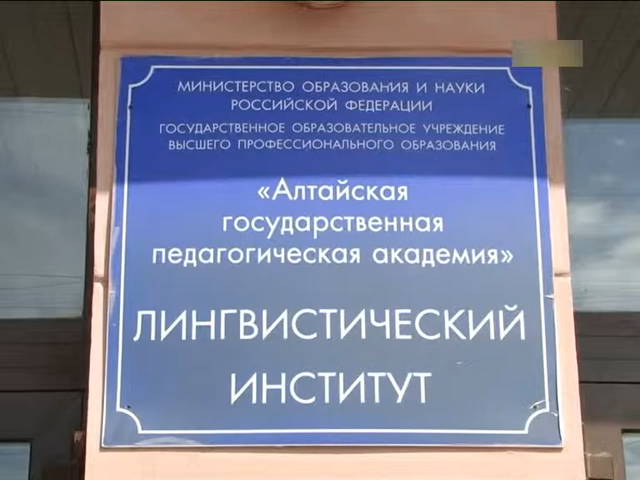 МИНИСТЕРСТВО ОБРАЗОВАНИЯ И НАУКИ
РОССИЙСКОЙ ФЕДЕРАЦИИ
ГОСУДАРСТВЕННОЕ ОБРАЗОВАТЕЛЬНОЕ УЧРЕЖДЕНИЕ
ВЫСШЕГО ПРОФЕССИОНАЛЬНОГО ОБРАЗОВАНИЯ
«Алтайская
государственная
педагогическая академия»
ЛИНГВИСТИЧЕСКИЙ
ИНСТИТУТ